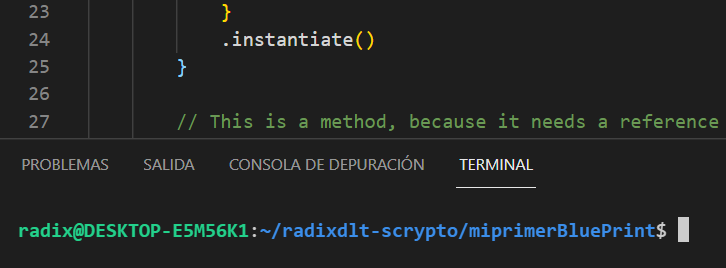 23 }
24 .instantiate()
25 }
26
27 // This is a method, because it needs a reference
PROBLEMAS SALIDA CONSOLA DE DEPURACIÓN TERMINAL
radix@DESKTOP-E5M56K1:~/radixdlt-scrypto/miprimerBluePrint$